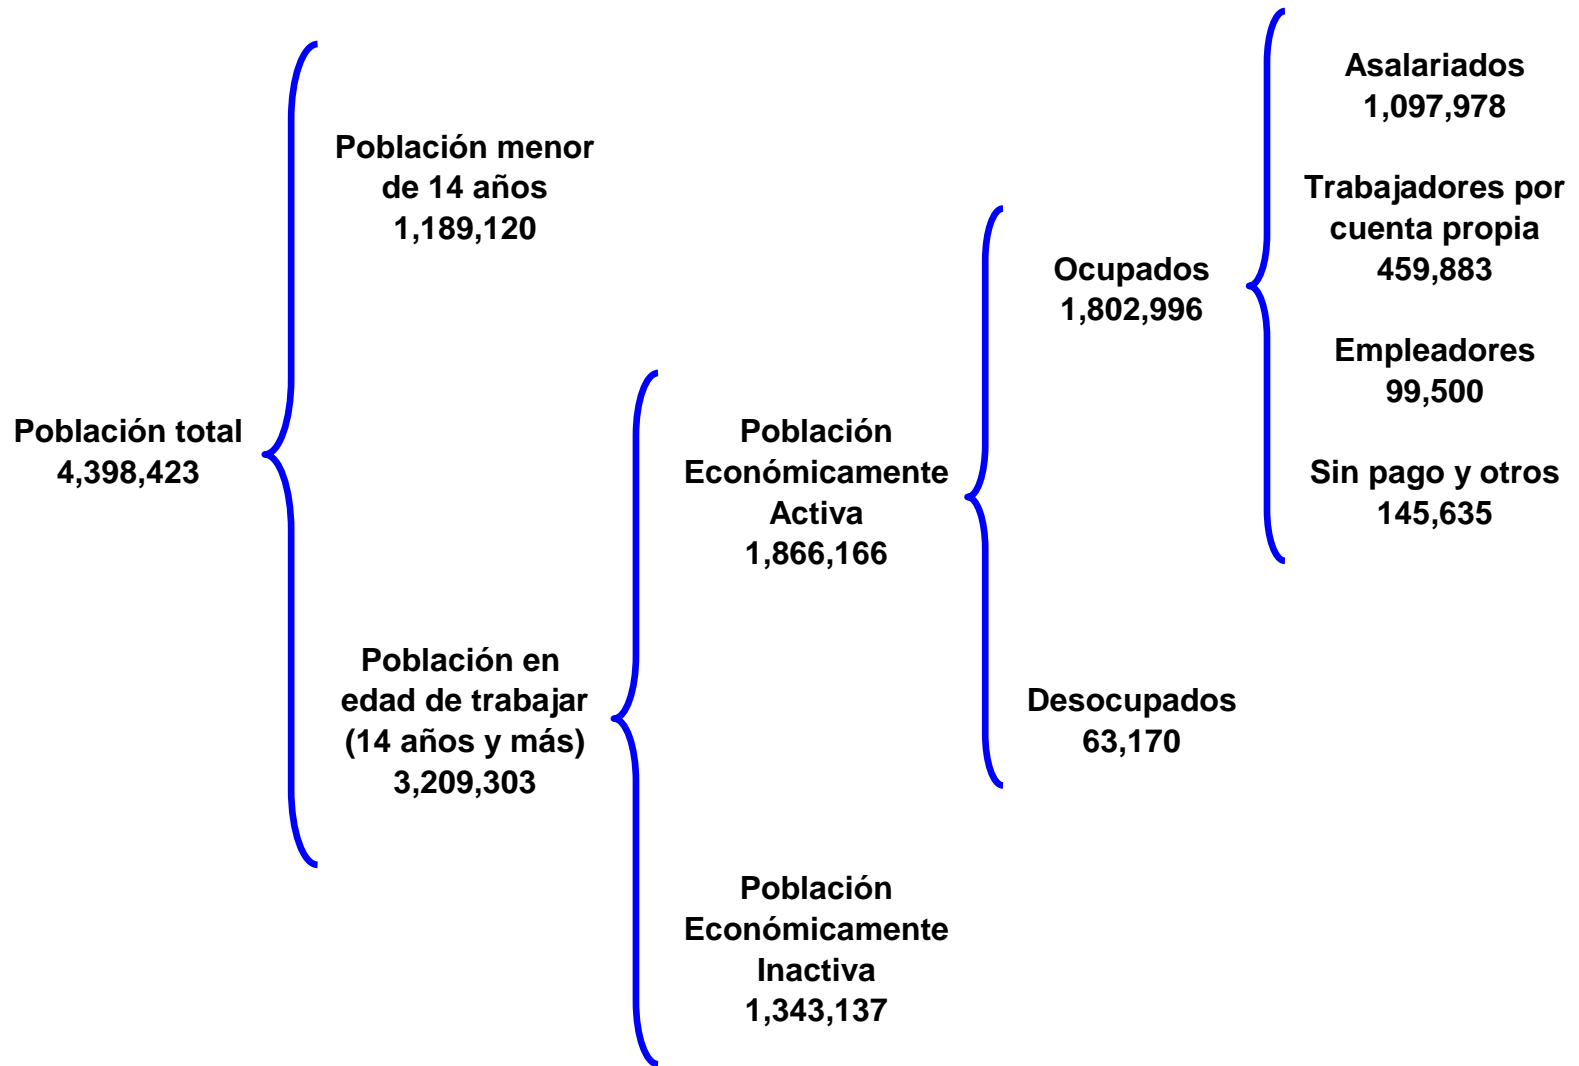 Población total
4,398,423
Población menor
de 14 años
1,189,120
Población en
edad de trabajar
(14 años y más)
3,209,303
Población
Económicamente
Activa
1,866,166
Población
Económicamente
Inactiva
1,343,137
Ocupados
1,802,996
Desocupados
63,170
Asalariados
1,097,978
Trabajadores por
cuenta propia
459,883
Empleadores
99,500
Sin pago y otros
145,635